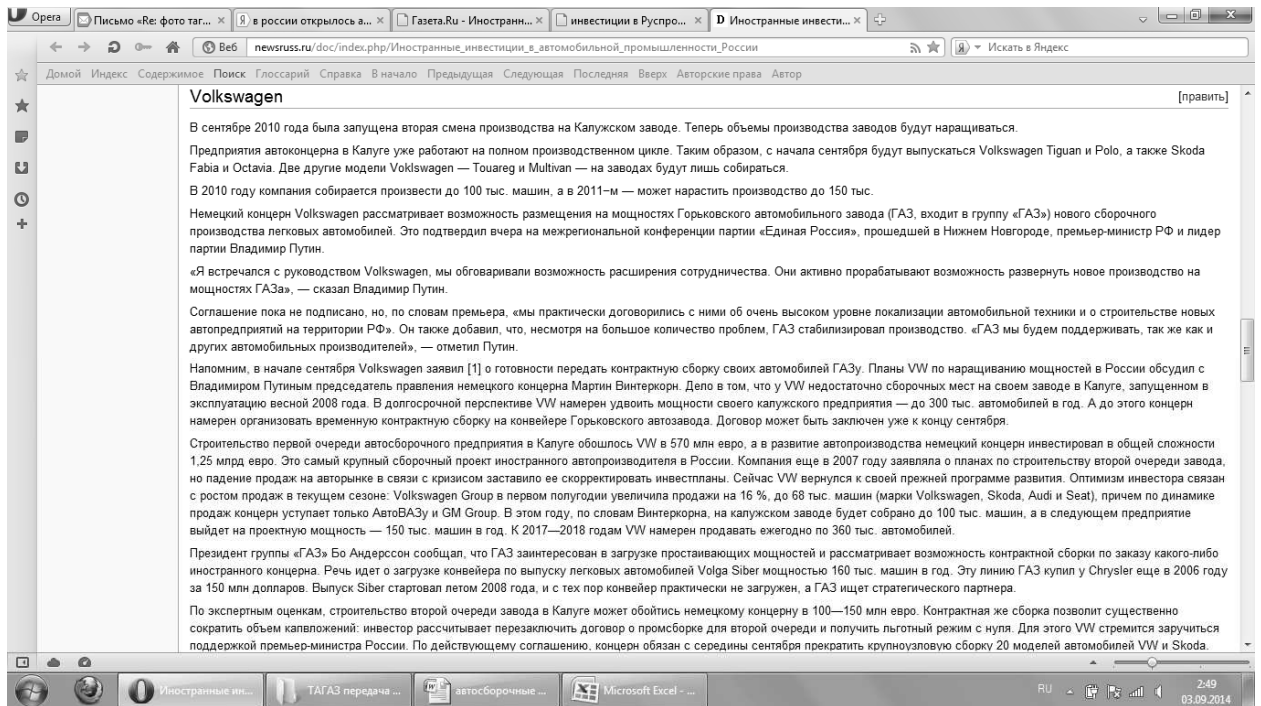 Opera
Письмо «Re: фото таг... ×
в россии открылось а... ×
Газета.Ru - Иностранн... ×
инвестиции в Руспро... ×
D Иностранные инвести... ×
Веб newsruss.ru/doc/index.php/Иностранные_инвестиции_в_автомобильной_промышленности_России
Я Искать в Яндекс
Домой Индекс Содержимое Поиск Глоссарий Справка В начало Предыдущая Следующая Последняя Вверх Авторские права Автор
Volkswagen [править]
В сентябре 2010 года была запущена вторая смена производства на Калужском заводе. Теперь объемы производства заводов будут наращиваться.
Предприятия автоконцерна в Калуге уже работают на полном производственном цикле. Таким образом, с начала сентября будут выпускаться Volkswagen Tiguan и Polo, а также Skoda
Fabia и Octavia. Две другие модели Voklswagen — Touareg и Multivan — на заводах будут лишь собираться.
В 2010 году компания собирается произвести до 100 тыс. машин, а в 2011–м — может нарастить производство до 150 тыс.
Немецкий концерн Volkswagen рассматривает возможность размещения на мощностях Горьковского автомобильного завода (ГАЗ, входит в группу «ГАЗ») нового сборочного
производства легковых автомобилей. Это подтвердил вчера на межрегиональной конференции партии «Единая Россия», прошедшей в Нижнем Новгороде, премьер-министр РФ и лидер
партии Владимир Путин.
«Я встречался с руководством Volkswagen, мы обговаривали возможность расширения сотрудничества. Они активно прорабатывают возможность развернуть новое производство на
мощностях ГАЗа», — сказал Владимир Путин.
Соглашение пока не подписано, но, по словам премьера, «мы практически договорились с ними об очень высоком уровне локализации автомобильной техники и о строительстве новых
автопредприятий на территории РФ». Он также добавил, что, несмотря на большое количество проблем, ГАЗ стабилизировал производство. «ГАЗ мы будем поддерживать, так же как и
других автомобильных производителей», — отметил Путин.
Напомним, в начале сентября Volkswagen заявил [1] о готовности передать контрактную сборку своих автомобилей ГАЗу. Планы VW по наращиванию мощностей в России обсудил с
Владимиром Путиным председатель правления немецкого концерна Мартин Винтеркорн. Дело в том, что у VW недостаточно сборочных мест на своем заводе в Калуге, запущенном в
эксплуатацию весной 2008 года. В долгосрочной перспективе VW намерен удвоить мощности своего калужского предприятия — до 300 тыс. автомобилей в год. А до этого концерн
намерен организовать временную контрактную сборку на конвейере Горьковского автозавода. Договор может быть заключен уже к концу сентября.
Строительство первой очереди автосборочного предприятия в Калуге обошлось VW в 570 млн евро, а в развитие автопроизводства немецкий концерн инвестировал в общей сложности
1,25 млрд евро. Это самый крупный сборочный проект иностранного автопроизводителя в России. Компания еще в 2007 году заявляла о планах по строительству второй очереди завода,
но падение продаж на авторынке в связи с кризисом заставило ее скорректировать инвестпланы. Сейчас VW вернулся к своей прежней программе развития. Оптимизм инвестора связан
с ростом продаж в текущем сезоне: Volkswagen Group в первом полугодии увеличила продажи на 16 %, до 68 тыс. машин (марки Volkswagen, Skoda, Audi и Seat), причем по динамике
продаж концерн уступает только АвтоВАЗу и GM Group. В этом году, по словам Винтеркорна, на калужском заводе будет собрано до 100 тыс. машин, а в следующем предприятие
выйдет на проектную мощность — 150 тыс. машин в год. К 2017—2018 годам VW намерен продавать ежегодно по 360 тыс. автомобилей.
Президент группы «ГАЗ» Бо Андерссон сообщал, что ГАЗ заинтересован в загрузке простаивающих мощностей и рассматривает возможность контрактной сборки по заказу какого-либо
иностранного концерна. Речь идет о загрузке конвейера по выпуску легковых автомобилей Volga Siber мощностью 160 тыс. машин в год. Эту линию ГАЗ купил у Chrysler еще в 2006 году
за 150 млн долларов. Выпуск Siber стартовал летом 2008 года, и с тех пор конвейер практически не загружен, а ГАЗ ищет стратегического партнера.
По экспертным оценкам, строительство второй очереди завода в Калуге может обойтись немецкому концерну в 100—150 млн евро. Контрактная же сборка позволит существенно
сократить объем капвложений: инвестор рассчитывает перезаключить договор о промсборке для второй очереди и получить льготный режим с нуля. Для этого VW стремится заручиться
поддержкой премьер-министра России. По действующему соглашению, концерн обязан с середины сентября прекратить крупноузловую сборку 20 моделей автомобилей VW и Skoda.
Иностранные ин...
ТАГАЗ передача ...
автосборочные ...
Microsoft Excel - ...
RU
2:49
03.09.2014